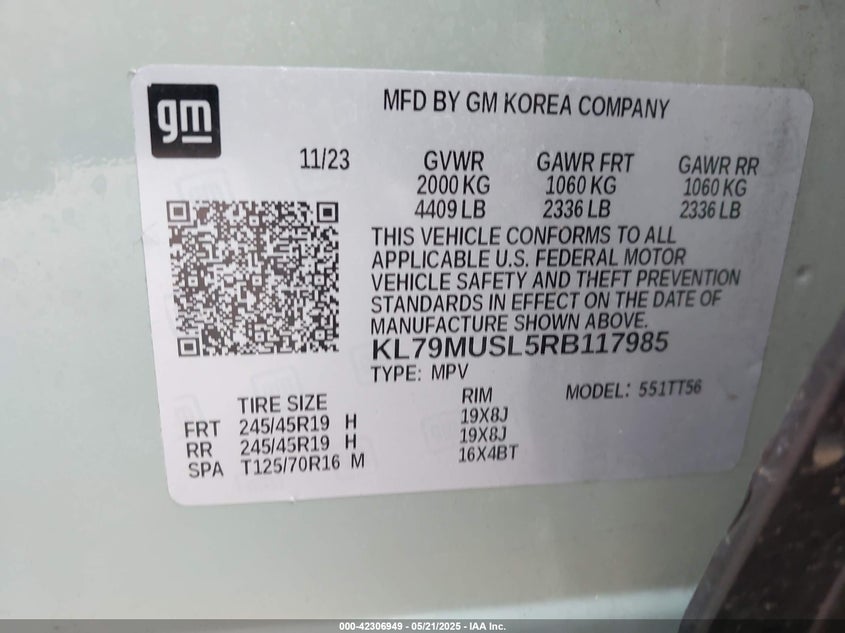 gm
MFD BY GM KOREA COMPANY
11/23 GVWR GAWR FRT GAWR RR
2000 KG 1060 KG 1060 KG
4409 LB 2336 LB 2336 LB
THIS VEHICLE CONFORMS TO ALL
APPLICABLE U.S. FEDERAL MOTOR
VEHICLE SAFETY AND THEFT PREVENTION
STANDARDS IN EFFECT ON THE DATE OF
MANUFACTURE SHOWN ABOVE.
KL79MUSL5RB117985
TYPE: MPV
MODEL: 551TT56
TIRE SIZE RIM
FRT 245/45R19 H 19X8J
RR 245/45R19 H 19X8J
SPA T125/70R16 M 16X4BT
000-42306949 - 05/21/2025 - IAA Inc.